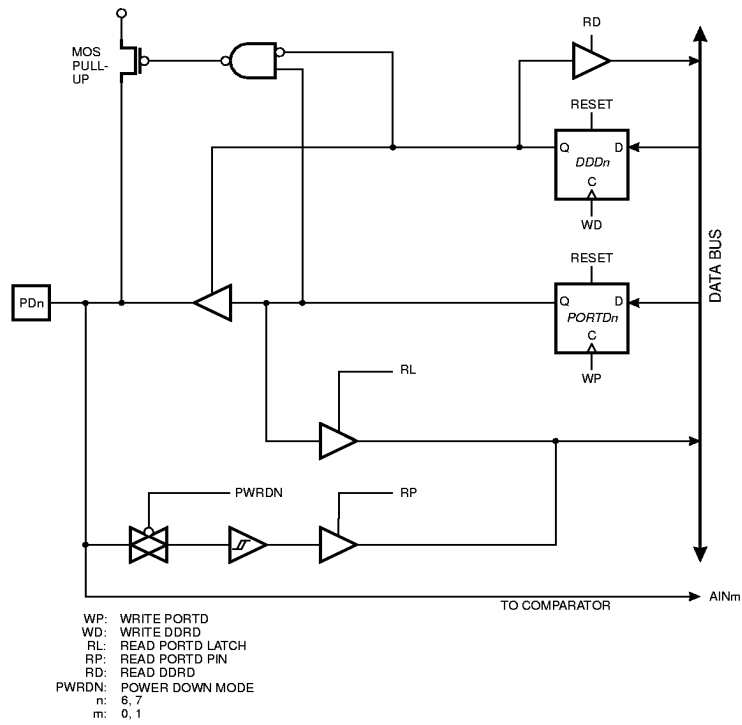 RD
MOS
PULL-
UP
RESET
Q
D
DDDn
C
WD
DATA BUS
RESET
PDn
Q
D
PORTDn
C
WP
RL
PWRDN
RP
TO COMPARATOR
AINm
WP: WRITE PORTD
WD: WRITE DDRD
RL: READ PORTD LATCH
RP: READ PORTD PIN
RD: READ DDRD
PWRDN: POWER DOWN MODE
n: 6, 7
m: 0, 1